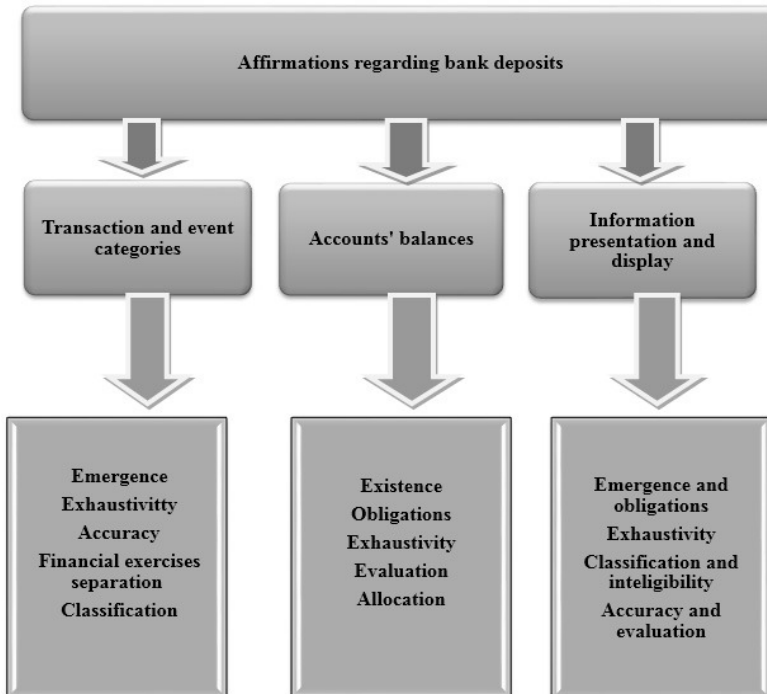 Affirmations regarding bank deposits
Transaction and event
categories
Accounts' balances
Information
presentation and
display
Emergence
Exhaustivitty
Accuracy
Financial exercises
separation
Classification
Existence
Obligations
Exhaustivity
Evaluation
Allocation
Emergence and
obligations
Exhaustivity
Classification and
inteligibility
Accuracy and
evaluation